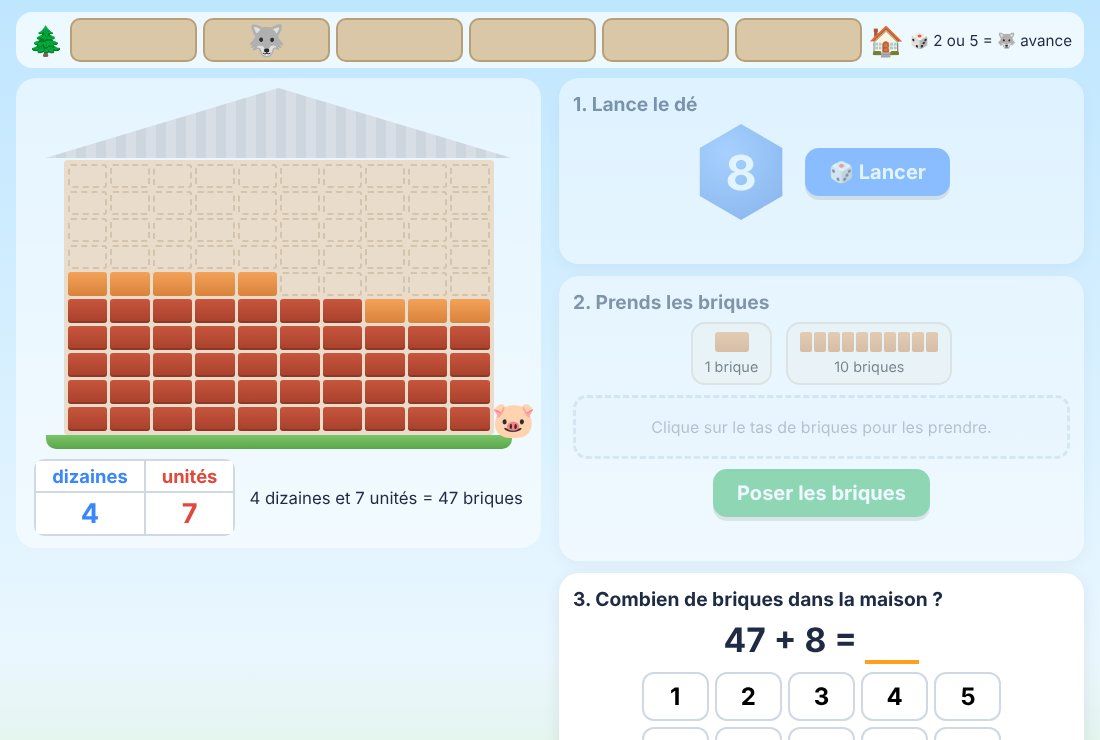 2 ou 5 = avance
1. Lance le dé
8
Lancer
2. Prends les briques
1 brique
10 briques
Clique sur le tas de briques pour les prendre.
Poser les briques
dizaines unités
4 7
4 dizaines et 7 unités = 47 briques
3. Combien de briques dans la maison ?
47 + 8 =
1 2 3 4 5